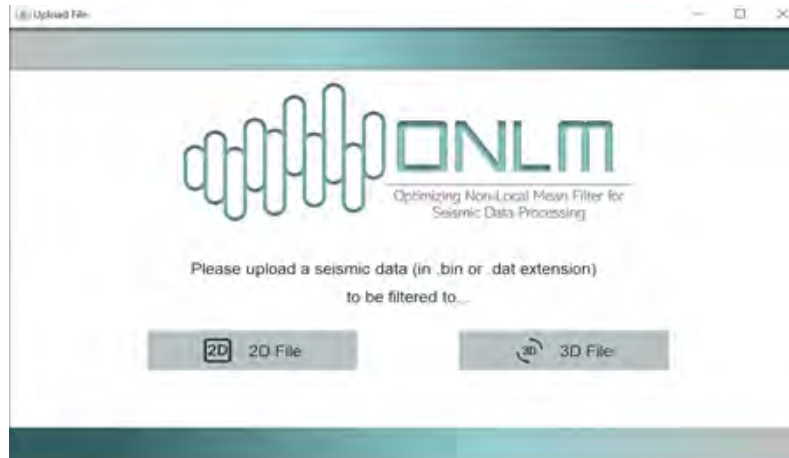 Upload File
ONLM
Optimizing Non-Local Mean Filter for
Seismic Data Processing
Please upload a seismic data (in .bin or .dat extension)
to be filtered to...
2D 2D File
3D 3D File